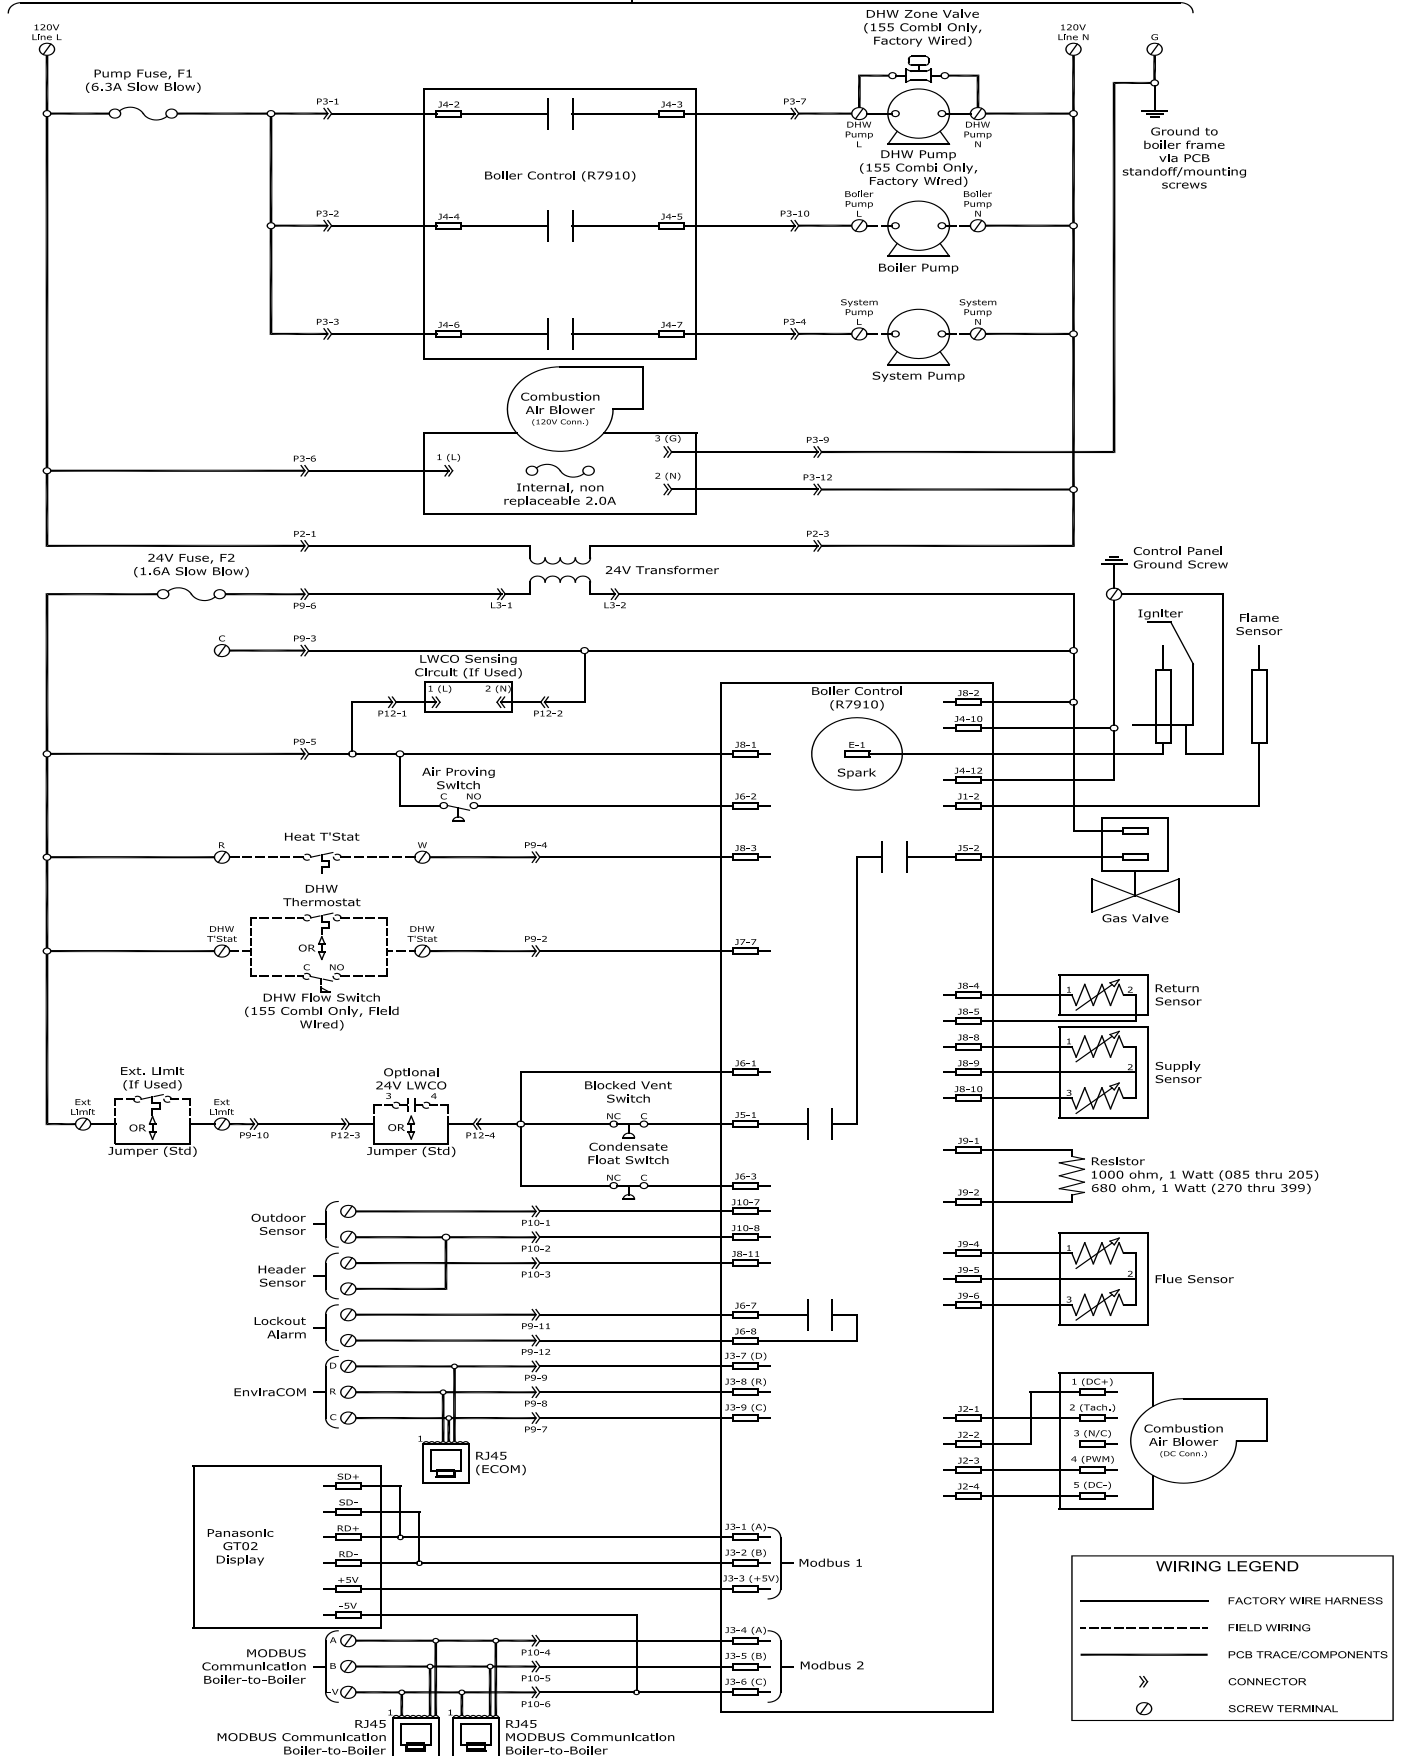 120V
Line L
Pump Fuse, F1
(6.3A Slow Blow)
P3-1
J4-2
J4-3
P3-7
DHW Zone Valve
(155 Combi Only,
Factory Wired)
120V
Line N
G
DHW
Pump
L
DHW
Pump
N
DHW Pump
(155 Combi Only,
Factory Wired)
Ground to
boiler frame
via PCB
standoff/mounting
screws
Boiler Control (R7910)
P3-2
J4-4
J4-5
P3-10
Boiler
Pump
L
Boiler
Pump
N
Boiler Pump
P3-3
J4-6
J4-7
P3-4
System
Pump
L
System
Pump
N
System Pump
Combustion
Air Blower
(120V Conn.)
P3-6
1 (L)
3 (G)
P3-9
2 (N)
P3-12
Internal, non
replaceable 2.0A
P2-1
P2-3
24V Transformer
24V Fuse, F2
(1.6A Slow Blow)
P9-6
L3-1
L3-2
Control Panel
Ground Screw
Igniter
Flame
Sensor
C
P9-3
LWCO Sensing
Circuit (If Used)
1 (L)
2 (N)
P12-1
P12-2
P9-5
J8-1
Boiler Control
(R7910)
E-1
Spark
J8-2
J4-10
J4-12
J1-2
Air Proving
Switch
C
NO
J6-2
Heat T'Stat
R
W
P9-4
J8-3
J5-2
Gas Valve
DHW
Thermostat
DHW
T'Stat
OR
DHW
T'Stat
P9-2
J7-7
C
NO
DHW Flow Switch
(155 Combi Only, Field
Wired)
J8-4
J8-5
1
2
Return
Sensor
J8-8
J8-9
J8-10
1
2
3
Supply
Sensor
Ext. Limit
(If Used)
Ext
Limit
OR
Ext
Limit
Jumper (Std)
P9-10
P12-3
Optional
24V LWCO
3
4
OR
Jumper (Std)
P12-4
J6-1
Blocked Vent
Switch
NC
C
J5-1
Condensate
Float Switch
NC
C
J6-3
J9-1
J9-2
Resistor
1000 ohm, 1 Watt (085 thru 205)
680 ohm, 1 Watt (270 thru 399)
Outdoor
Sensor
P10-1
J10-7
P10-2
J10-8
Header
Sensor
P10-3
J8-11
J9-4
J9-5
J9-6
1
2
3
Flue Sensor
Lockout
Alarm
P9-11
J6-7
P9-12
J6-8
EnviraCOM
D
R
C
P9-9
P9-8
P9-7
J3-7 (D)
J3-8 (R)
J3-9 (C)
1
RJ45
(ECOM)
J2-1
J2-2
J2-3
J2-4
1 (DC+)
2 (Tach.)
3 (N/C)
4 (PWM)
5 (DC-)
Combustion
Air Blower
(DC Conn.)
Panasonic
GT02
Display
SD+
SD-
RD+
RD-
+5V
-5V
J3-1 (A)
J3-2 (B)
J3-3 (+5V)
Modbus 1
MODBUS
Communication
Boiler-to-Boiler
A
B
-V
P10-4
P10-5
P10-6
J3-4 (A)
J3-5 (B)
J3-6 (C)
Modbus 2
1
1
RJ45
MODBUS Communication
Boiler-to-Boiler
RJ45
MODBUS Communication
Boiler-to-Boiler
WIRING LEGEND
FACTORY WIRE HARNESS
FIELD WIRING
PCB TRACE/COMPONENTS
CONNECTOR
SCREW TERMINAL